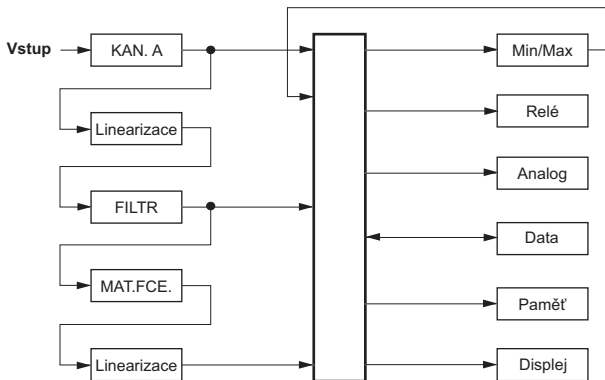 Vstup
KAN. A
Min/Max
Linearizace
Relé
FILTR
Analog
MAT.FCE.
Data
Paměť
Linearizace
Displej